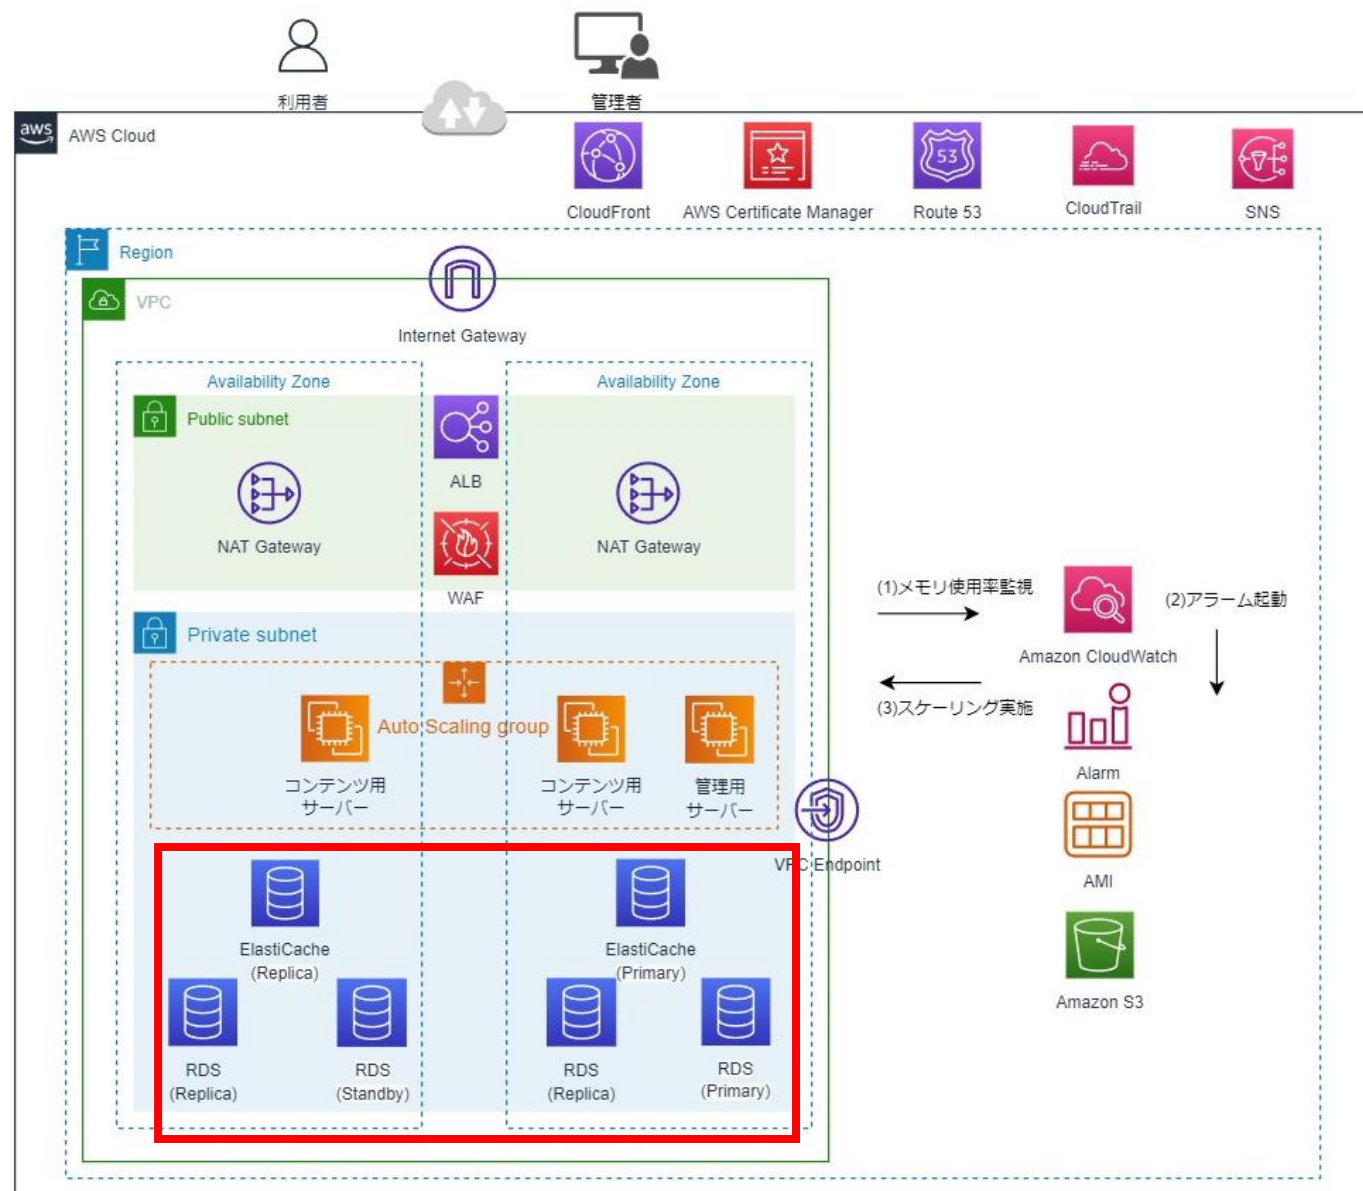 利用者
管理者
aws
AWS Cloud
CloudFront
AWS Certificate Manager
53
Route 53
CloudTrail
SNS
Region
VPC
Internet Gateway
Availability Zone
Availability Zone
Public subnet
ALB
NAT Gateway
NAT Gateway
WAF
(1)メモリ使用率監視
(2)アラーム起動
Private subnet
Amazon CloudWatch
(3)スケーリング実施
Auto Scaling group
コンテンツ用
サーバー
コンテンツ用
サーバー
管理用
サーバー
Alarm
VPC Endpoint
AMI
ElastiCache
(Replica)
ElastiCache
(Primary)
Amazon S3
RDS
(Replica)
RDS
(Standby)
RDS
(Replica)
RDS
(Primary)